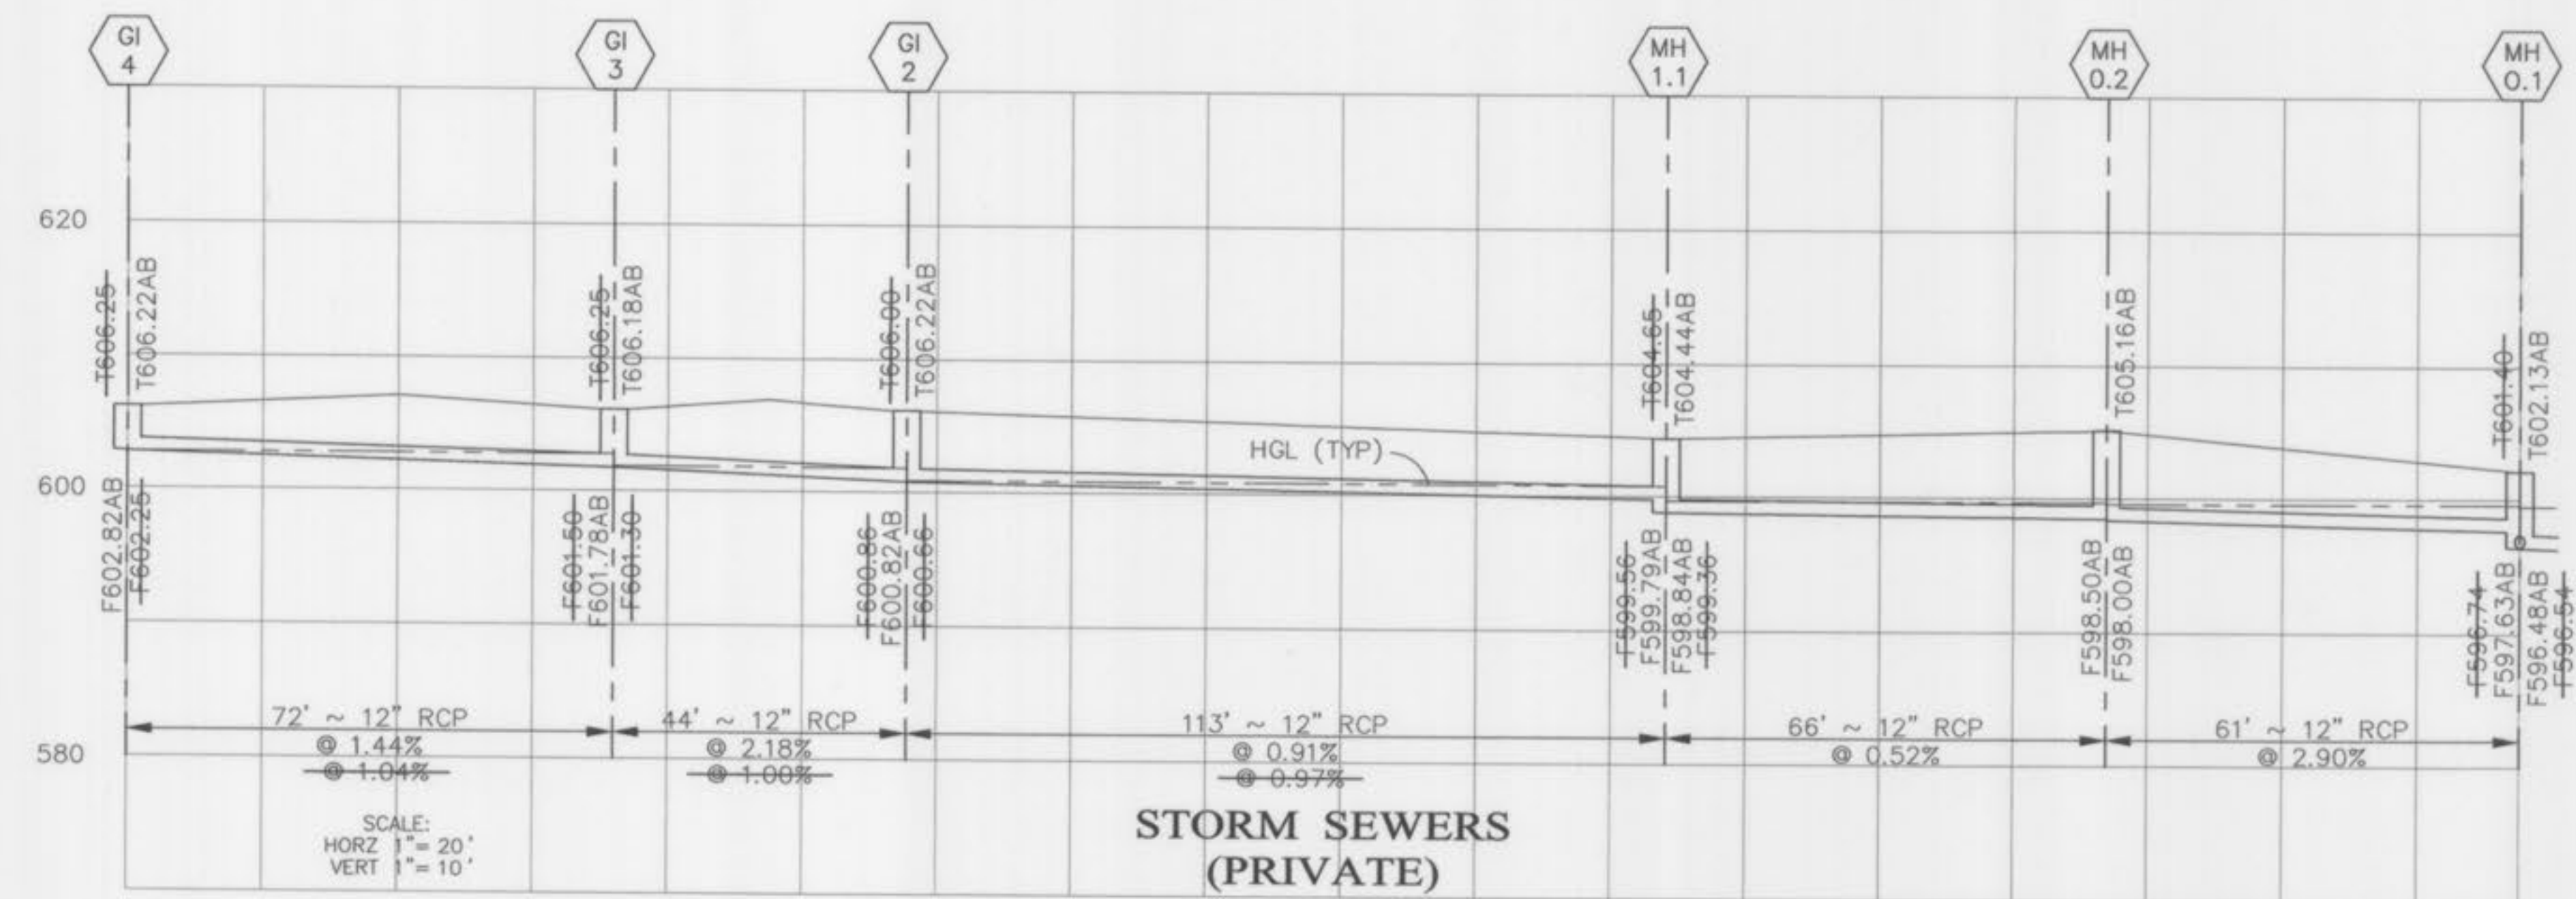 GI
4
GI
3
GI
2
MH
1.1
MH
0.2
MH
0.1
620
T606.25
T606.22AB
T606.25
T606.18AB
T606.00
T606.22AB
T604.65
T604.44AB
T605.16AB
T601.40
T602.13AB
HGL (TYP)
600
F602.82AB
F602.25
F601.50
F601.78AB
F601.30
F600.86
F600.82AB
F600.66
F599.56
F599.79AB
F598.84AB
F599.36
F598.50AB
F598.00AB
F596.74
F597.63AB
F596.48AB
F596.54
580
72' ~ 12" RCP
@ 1.44%
@ 1.04%
44' ~ 12" RCP
@ 2.18%
@ 1.00%
113' ~ 12" RCP
@ 0.91%
@ 0.97%
66' ~ 12" RCP
@ 0.52%
61' ~ 12" RCP
@ 2.90%
SCALE:
HORZ 1"= 20'
VERT 1"= 10'
STORM SEWERS
(PRIVATE)